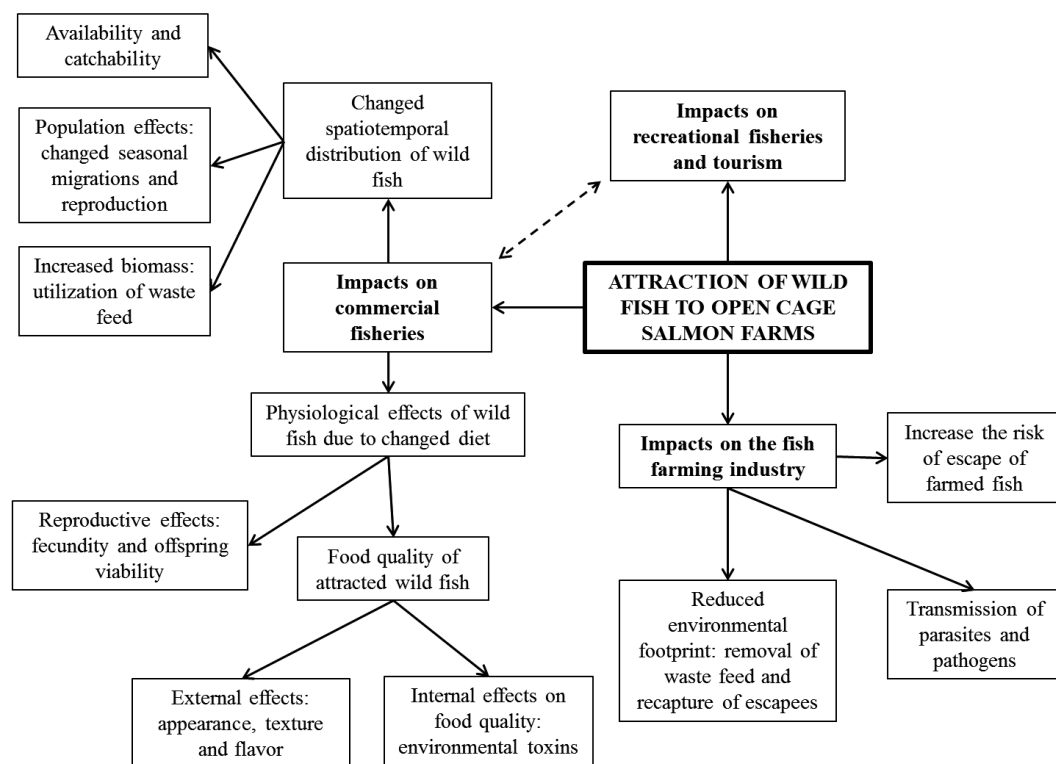 Availability and
catchability
Population effects:
changed seasonal
migrations and
reproduction
Increased biomass:
utilization of waste
feed
Changed
spatiotemporal
distribution of wild
fish
Impacts on
recreational fisheries
and tourism
Impacts on
commercial
fisheries
ATTRACTION OF WILD
FISH TO OPEN CAGE
SALMON FARMS
Physiological effects of wild
fish due to changed diet
Impacts on the fish
farming industry
Increase the risk
of escape of
farmed fish
Reproductive effects:
fecundity and offspring
viability
Food quality of
attracted wild fish
Reduced
environmental
footprint: removal of
waste feed and
recapture of escapees
Transmission of
parasites and
pathogens
External effects:
appearance, texture
and flavor
Internal effects on
food quality:
environmental toxins